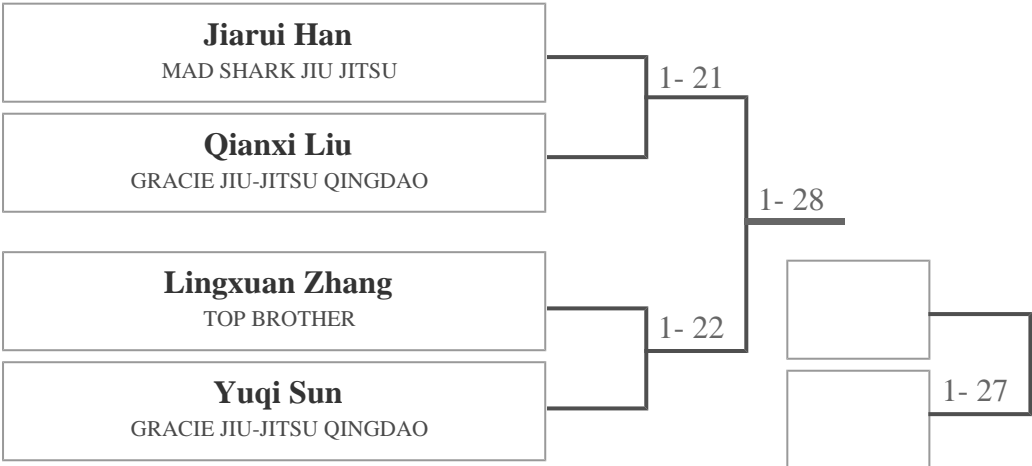 Jiarui Han
MAD SHARK JIU JITSU
1- 21
Qianxi Liu
GRACIE JIU-JITSU QINGDAO
1- 28
Lingxuan Zhang
TOP BROTHER
1- 22
Yuqi Sun
GRACIE JIU-JITSU QINGDAO
1- 27